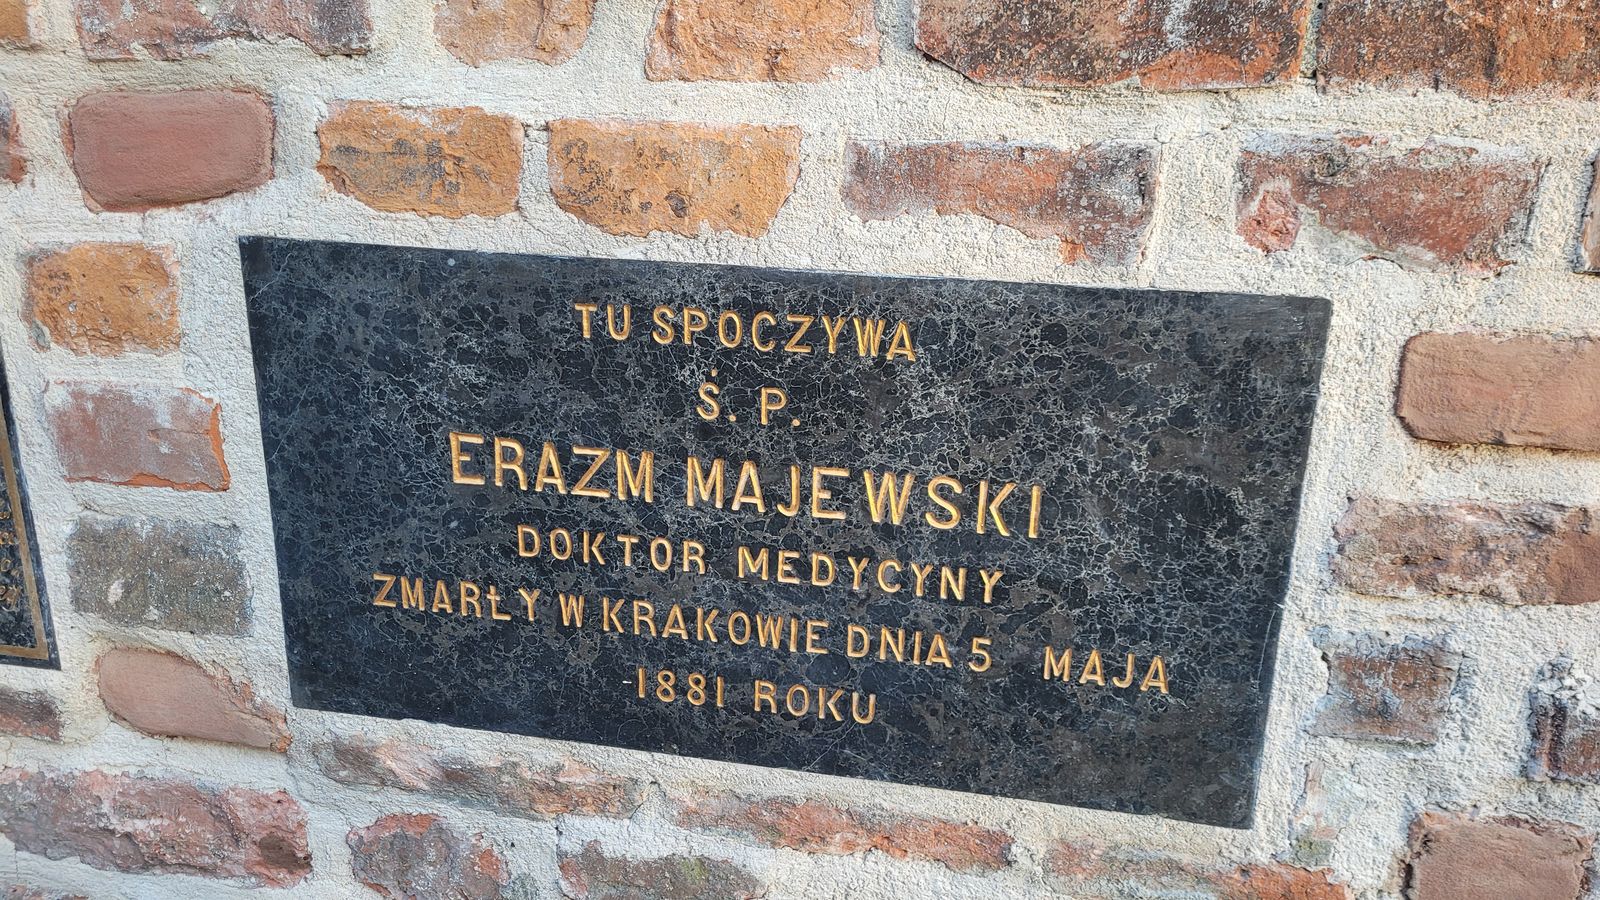 TU SPOCZYWA
Ś. P.
ERAZM MAJEWSKI
DOKTOR MEDYCYNY
ZMARŁY W KRAKOWIE DNIA 5 MAJA
1881 ROKU